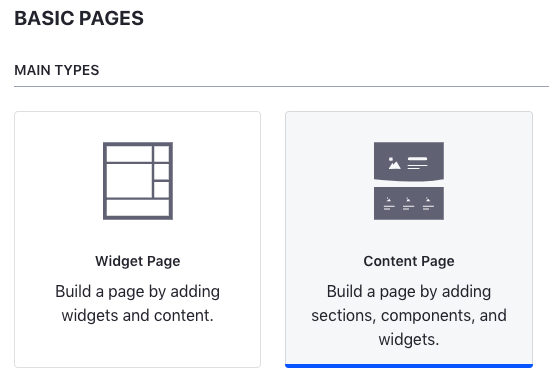 BASIC PAGES
MAIN TYPES
Widget Page
Build a page by adding
widgets and content.
Content Page
Build a page by adding
sections, components, and
widgets.